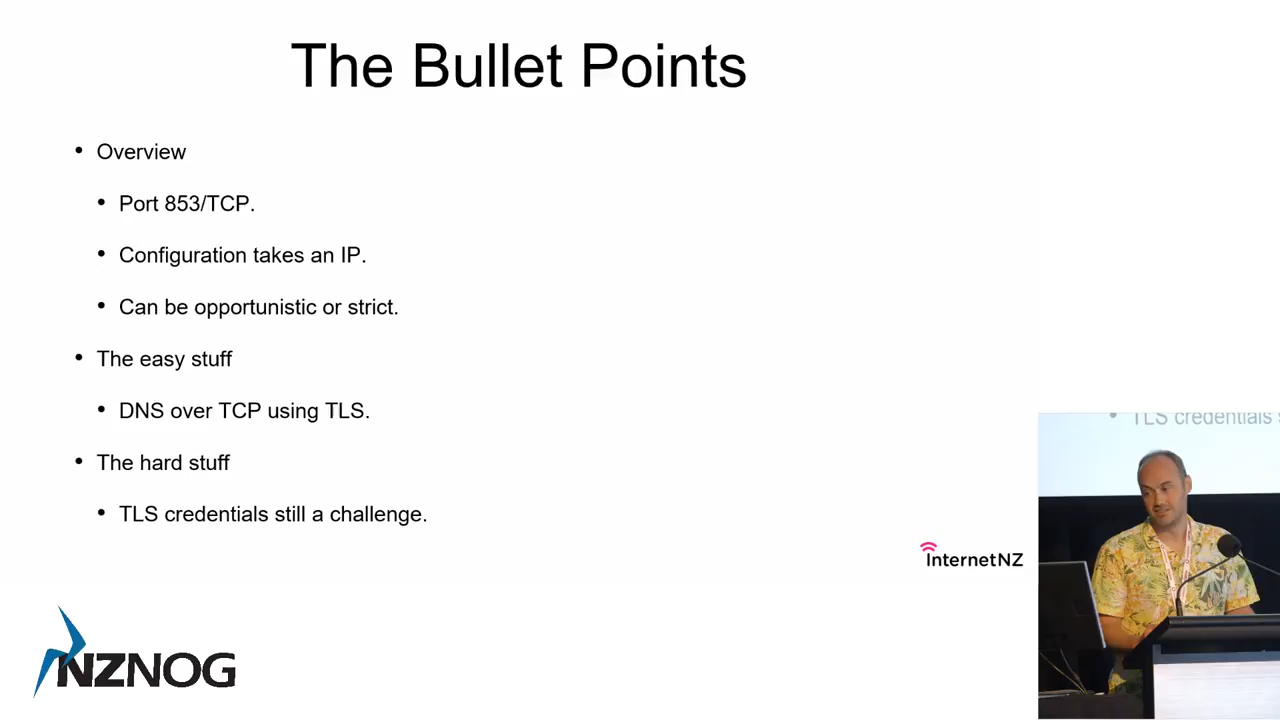 The Bullet Points
• Overview
• Port 853/TCP.
• Configuration takes an IP.
• Can be opportunistic or strict.
• The easy stuff
• DNS over TCP using TLS.
• The hard stuff
• TLS credentials still a challenge.
InternetNZ
NZNOG
• TLS credentials